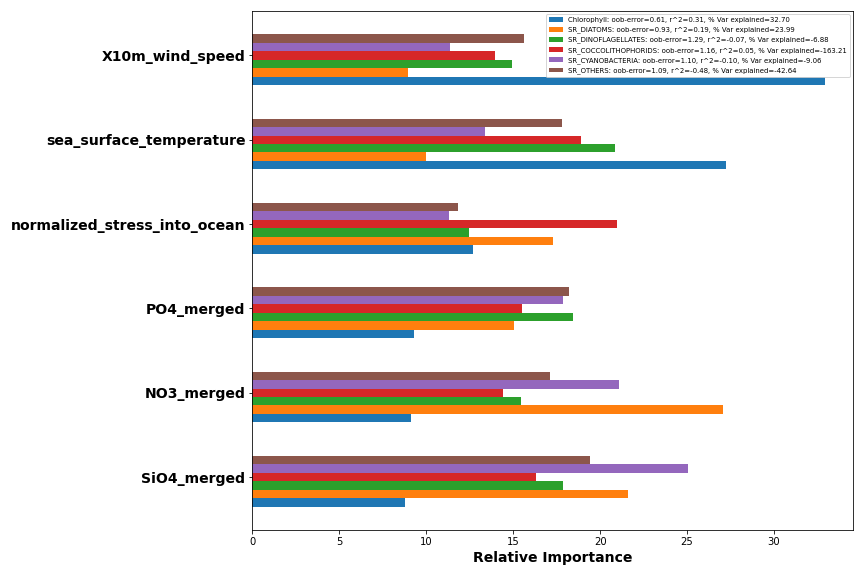 Chlorophyll: oob-error=0.61, r^2=0.31, % Var explained=32.70
SR_DIATOMS: oob-error=0.93, r^2=0.19, % Var explained=23.99
SR_DINOFLAGELLATES: oob-error=1.29, r^2=-0.07, % Var explained=-6.88
SR_COCCOLITHOPHORIDS: oob-error=1.16, r^2=0.05, % Var explained=-163.21
SR_CYANOBACTERIA: oob-error=1.10, r^2=-0.10, % Var explained=-9.06
SR_OTHERS: oob-error=1.09, r^2=-0.48, % Var explained=-42.64
X10m_wind_speed
sea_surface_temperature
normalized_stress_into_ocean
PO4_merged
NO3_merged
SiO4_merged
0 5 10 15 20 25 30
Relative Importance